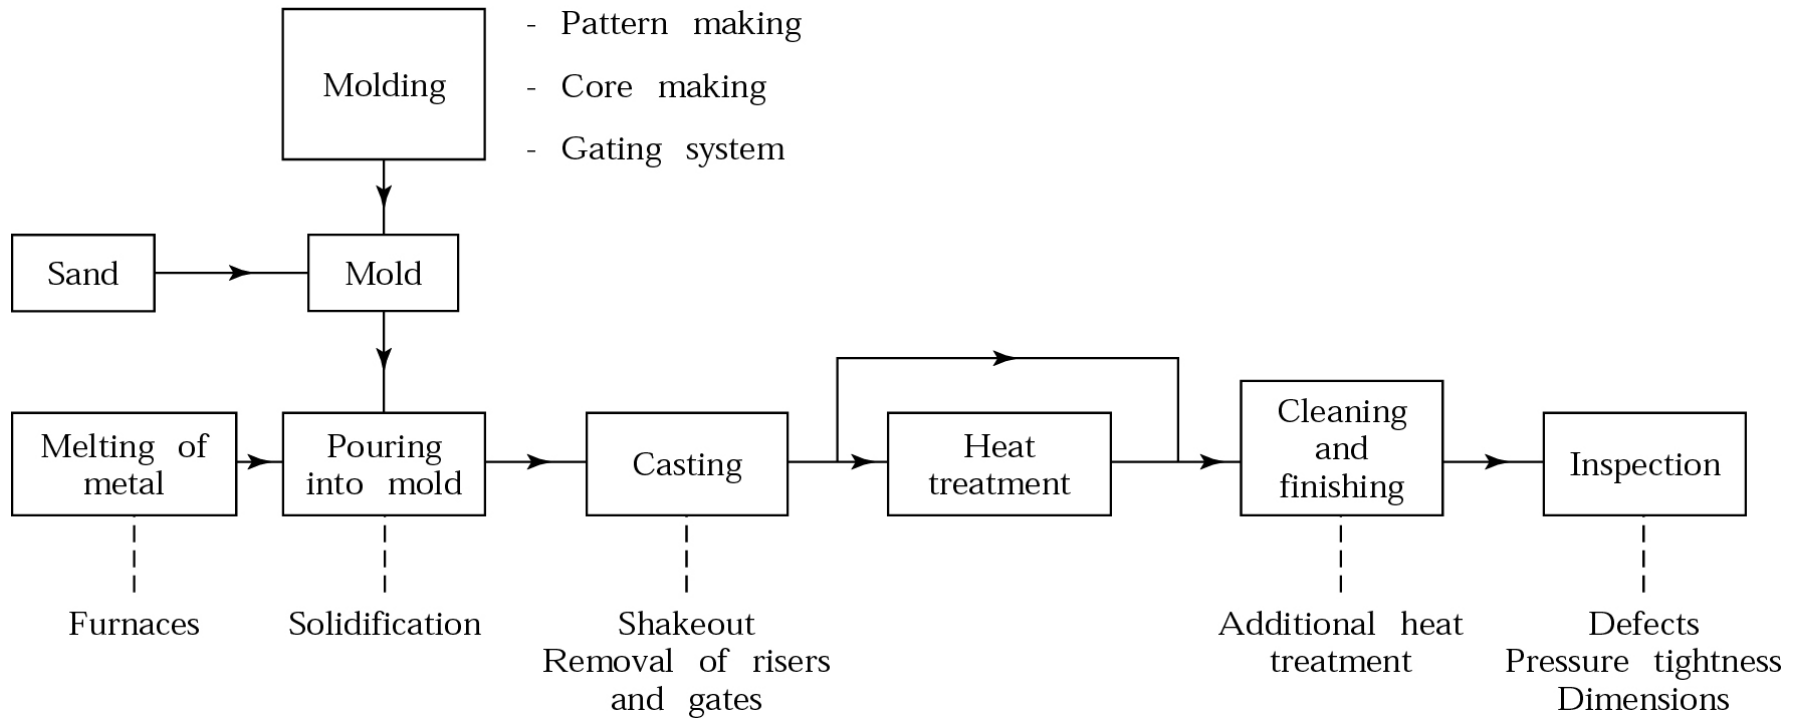 Molding
- Pattern making
- Core making
- Gating system
Sand
Mold
Melting of
metal
Pouring
into mold
Casting
Heat
treatment
Cleaning
and
finishing
Inspection
Furnaces
Solidification
Shakeout
Removal of risers
and gates
Additional heat
treatment
Defects
Pressure tightness
Dimensions